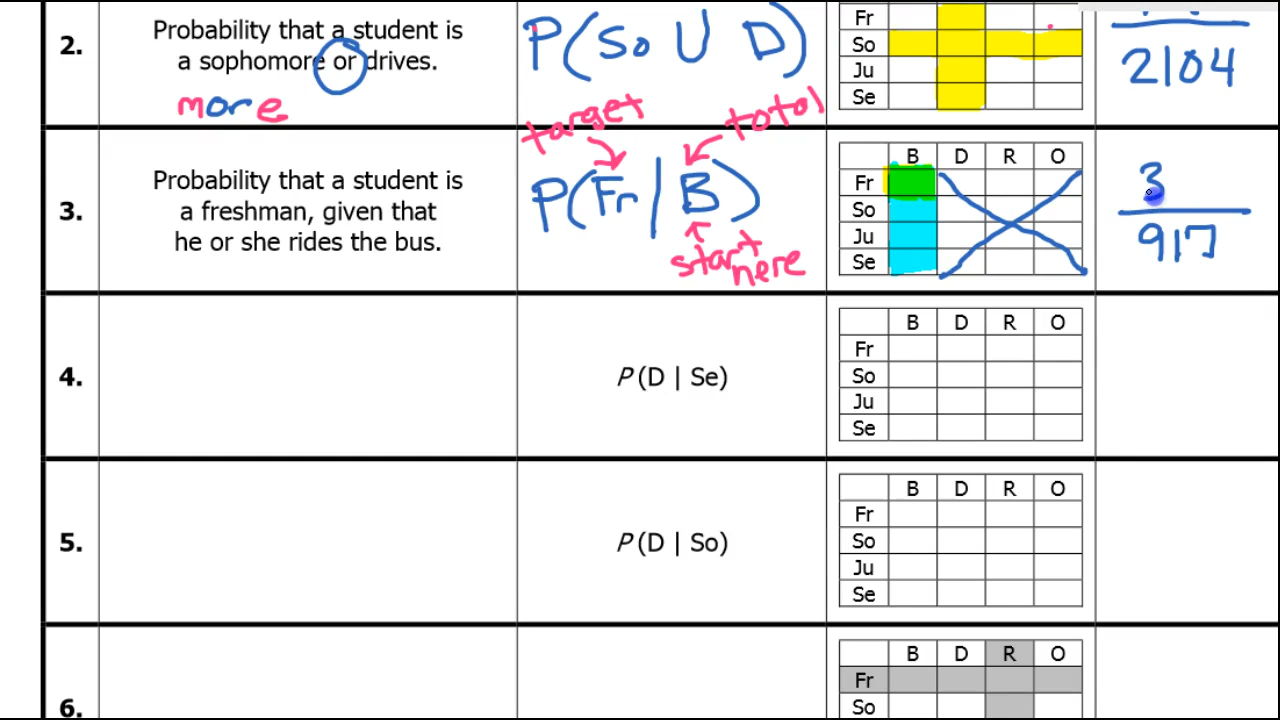 2.
Probability that a student is
a sophomore or drives.
more
P(So U D)
Fr
So
Ju
Se
2104
target
total
3.
Probability that a student is
a freshman, given that
he or she rides the bus.
P(Fr | B)
start
here
B D R O
Fr
So
Ju
Se
3
917
4.
P(D | Se)
B D R O
Fr
So
Ju
Se
5.
P(D | So)
B D R O
Fr
So
Ju
Se
6.
B D R O
Fr
So